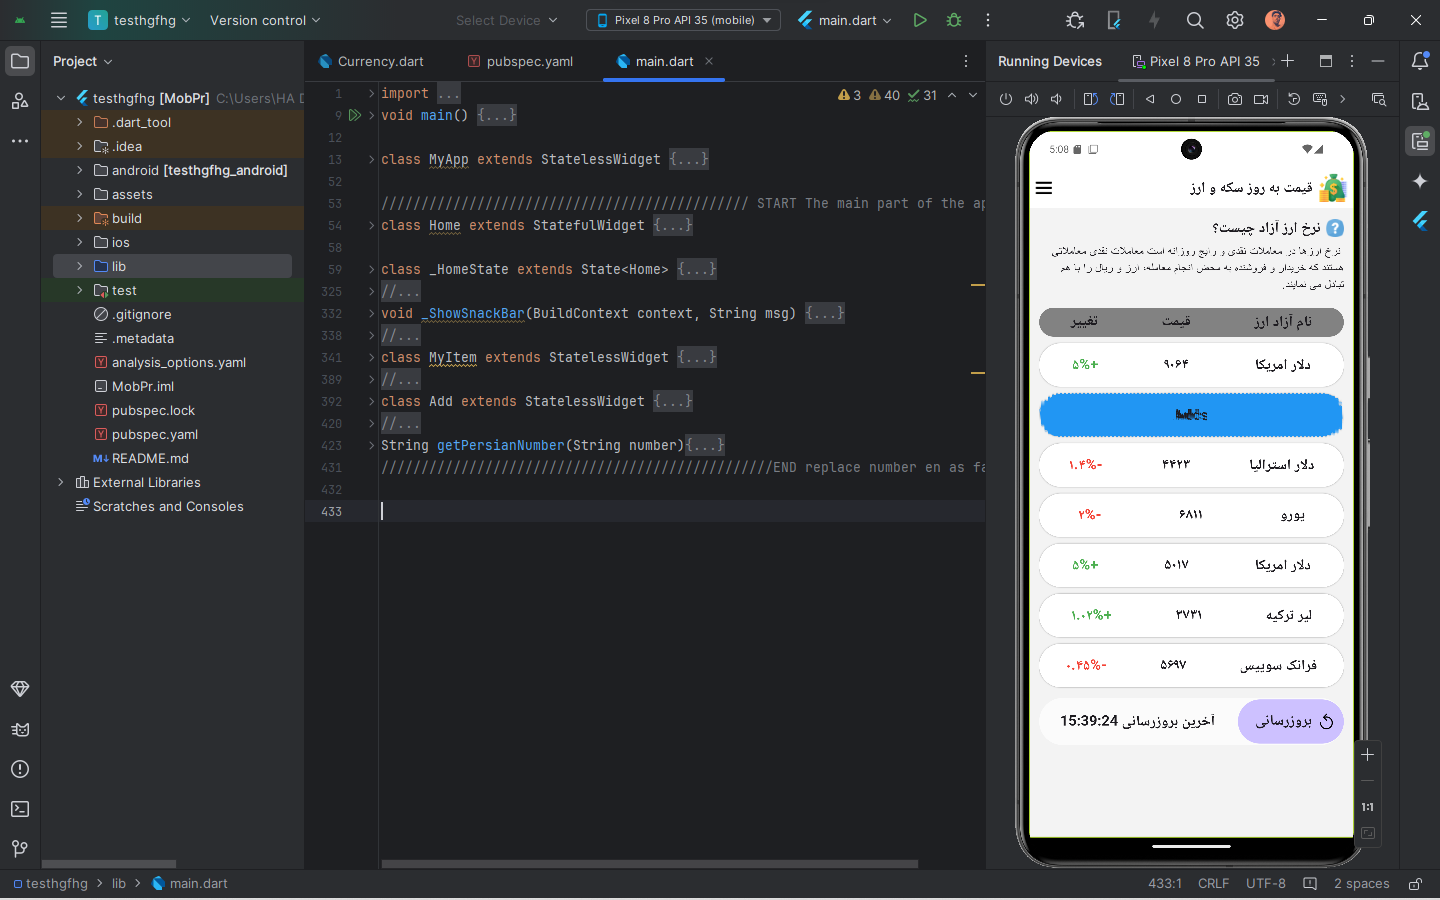 testhgfhg
Version control
Select Device
Pixel 8 Pro API 35 (mobile)
main.dart
Project
testhgfhg [MobPr] C:\Users\HA D
.dart_tool
.idea
android [testhgfhg_android]
assets
build
ios
lib
test
.gitignore
.metadata
analysis_options.yaml
MobPr.iml
pubspec.lock
pubspec.yaml
README.md
External Libraries
Scratches and Consoles
Currency.dart
pubspec.yaml
main.dart
3 40 31
1 import ...
9 void main() {...}
12
13 class MyApp extends StatelessWidget {...}
52
53 ////////////////////////////////////////////// START The main part of the ap
54 class Home extends StatefulWidget {...}
58
59 class _HomeState extends State<Home> {...}
325 //...
332 void _ShowSnackBar(BuildContext context, String msg) {...}
338 //...
341 class MyItem extends StatelessWidget {...}
389 //...
392 class Add extends StatelessWidget {...}
420 //...
423 String getPersianNumber(String number){...}
431 /////////////////////////////////////////////////END replace number en as fa
432
433
Running Devices
Pixel 8 Pro API 35
5:08
قیمت به روز سکه و ارز
نرخ ارز آزاد چیست؟
نرخ ارز ها در معاملات نقدی و رایج روزانه است معاملات نقدی معاملاتی
هستند که خریدار و فروشنده به محض انجام معامله، ارز و ریال را با هم
تبادل می نمایند.
نام آزاد ارز قیمت تغییر
دلار امریکا ۹۰۶۴ +۵%
دلار استرالیا ۴۴۲۳ -۱.۴%
یورو ۶۸۱۱ -۲%
دلار امریکا ۵۰۱۷ +۵%
لیر ترکیه ۳۷۳۱ +۱.۰۲%
فرانک سوییس ۵۶۹۷ -۰.۴۵%
بروزرسانی
آخرین بروزرسانی 15:39:24
1:1
testhgfhg > lib > main.dart
433:1 CRLF UTF-8 2 spaces